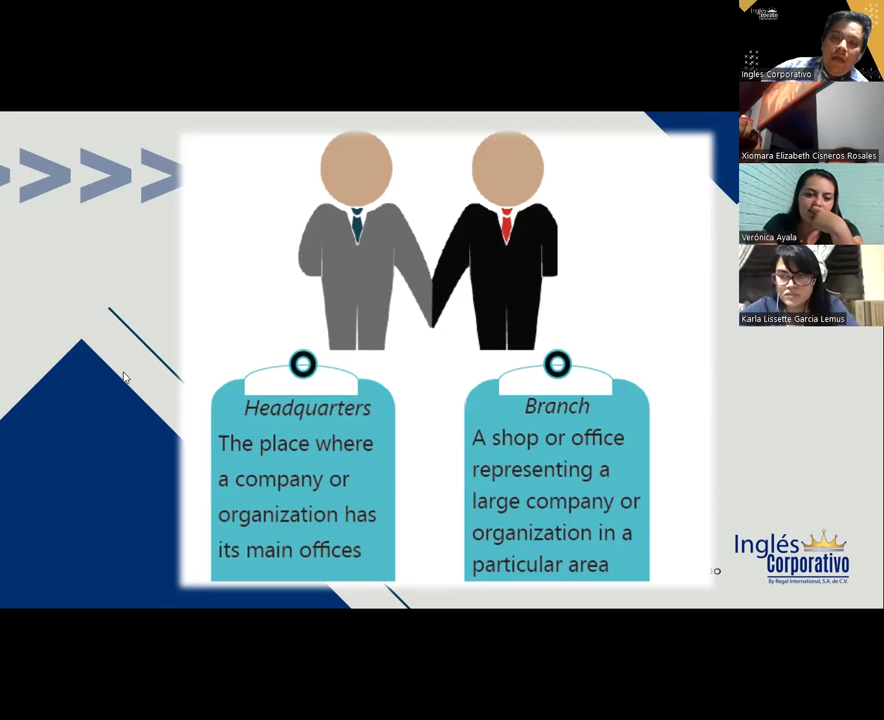 Headquarters
The place where
a company or
organization has
its main offices
Branch
A shop or office
representing a
large company or
organization in a
particular area
Inglés
Corporativo
By Regal International, S.A. de C.V.
Inglés
Ingles Corporativo
Xiomara Elizabeth Cisneros Rosales
Verónica Ayala
Karla Lissette Garcia Lemus